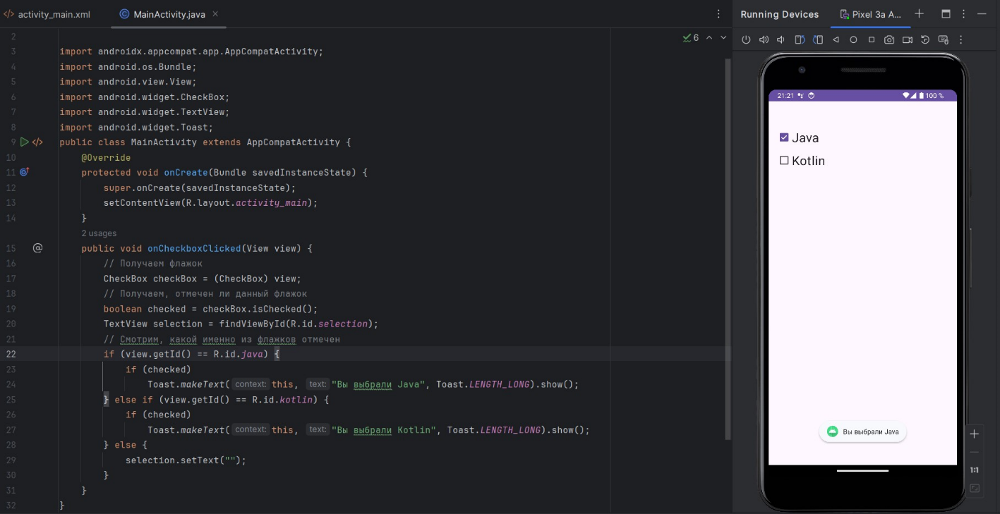 activity_main.xml
MainActivity.java
Running Devices
Pixel 3a A...
6
2
3 import androidx.appcompat.app.AppCompatActivity;
4 import android.os.Bundle;
5 import android.view.View;
6 import android.widget.CheckBox;
7 import android.widget.TextView;
8 import android.widget.Toast;
9 public class MainActivity extends AppCompatActivity {
10 @Override
11 protected void onCreate(Bundle savedInstanceState) {
12 super.onCreate(savedInstanceState);
13 setContentView(R.layout.activity_main);
14 }
2 usages
15 public void onCheckboxClicked(View view) {
16 // Получаем флажок
17 CheckBox checkBox = (CheckBox) view;
18 // Получаем, отмечен ли данный флажок
19 boolean checked = checkBox.isChecked();
20 TextView selection = findViewById(R.id.selection);
21 // Смотрим, какой именно из флажков отмечен
22 if (view.getId() == R.id.java) {
23 if (checked)
24 Toast.makeText( context: this, text: "Вы выбрали Java", Toast.LENGTH_LONG).show();
25 } else if (view.getId() == R.id.kotlin) {
26 if (checked)
27 Toast.makeText( context: this, text: "Вы выбрали Kotlin", Toast.LENGTH_LONG).show();
28 } else {
29 selection.setText("");
30 }
31 }
32 }
21:21
100 %
Java
Kotlin
Вы выбрали Java
1:1